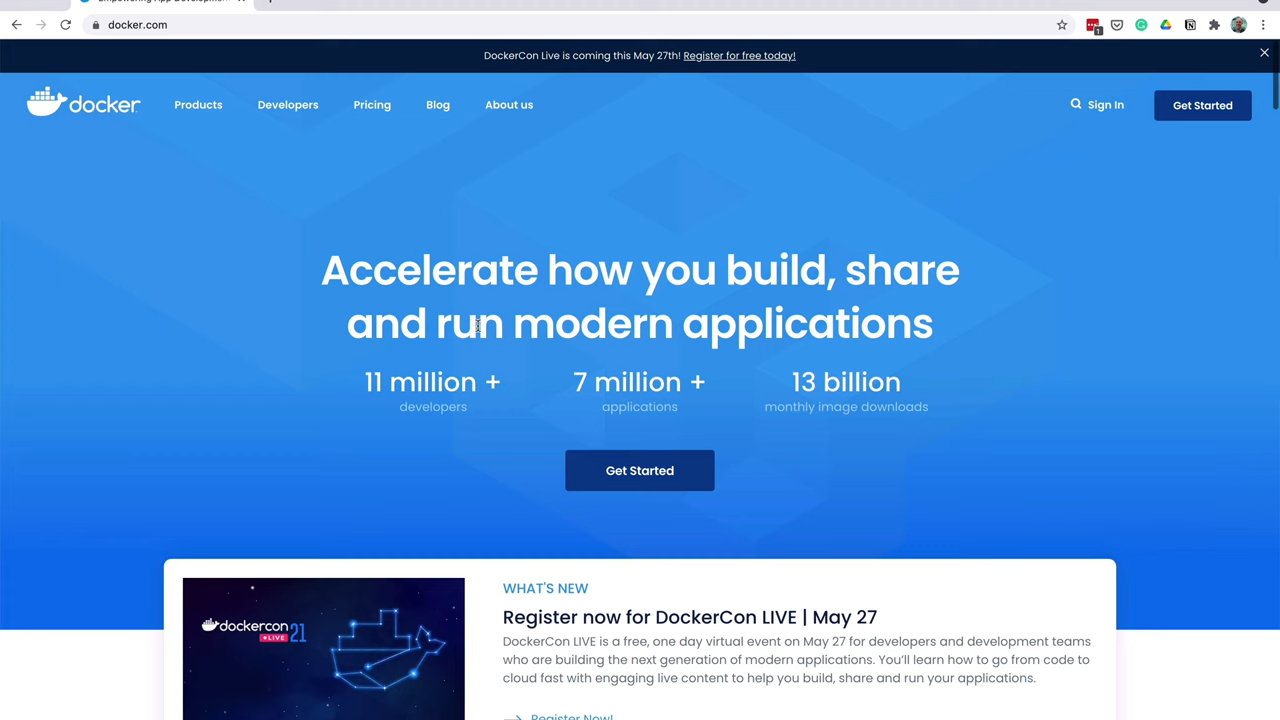 docker.com
1
DockerCon Live is coming this May 27th! Register for free today!
docker
Products
Developers
Pricing
Blog
About us
Sign In
Get Started
Accelerate how you build, share
and run modern applications
11 million +
7 million +
13 billion
developers
applications
monthly image downloads
Get Started
WHAT'S NEW
Register now for DockerCon LIVE | May 27
DockerCon LIVE is a free, one day virtual event on May 27 for developers and development teams
who are building the next generation of modern applications. You'll learn how to go from code to
cloud fast with engaging live content to help you build, share and run your applications.
Register Now!
dockercon
LIVE 21